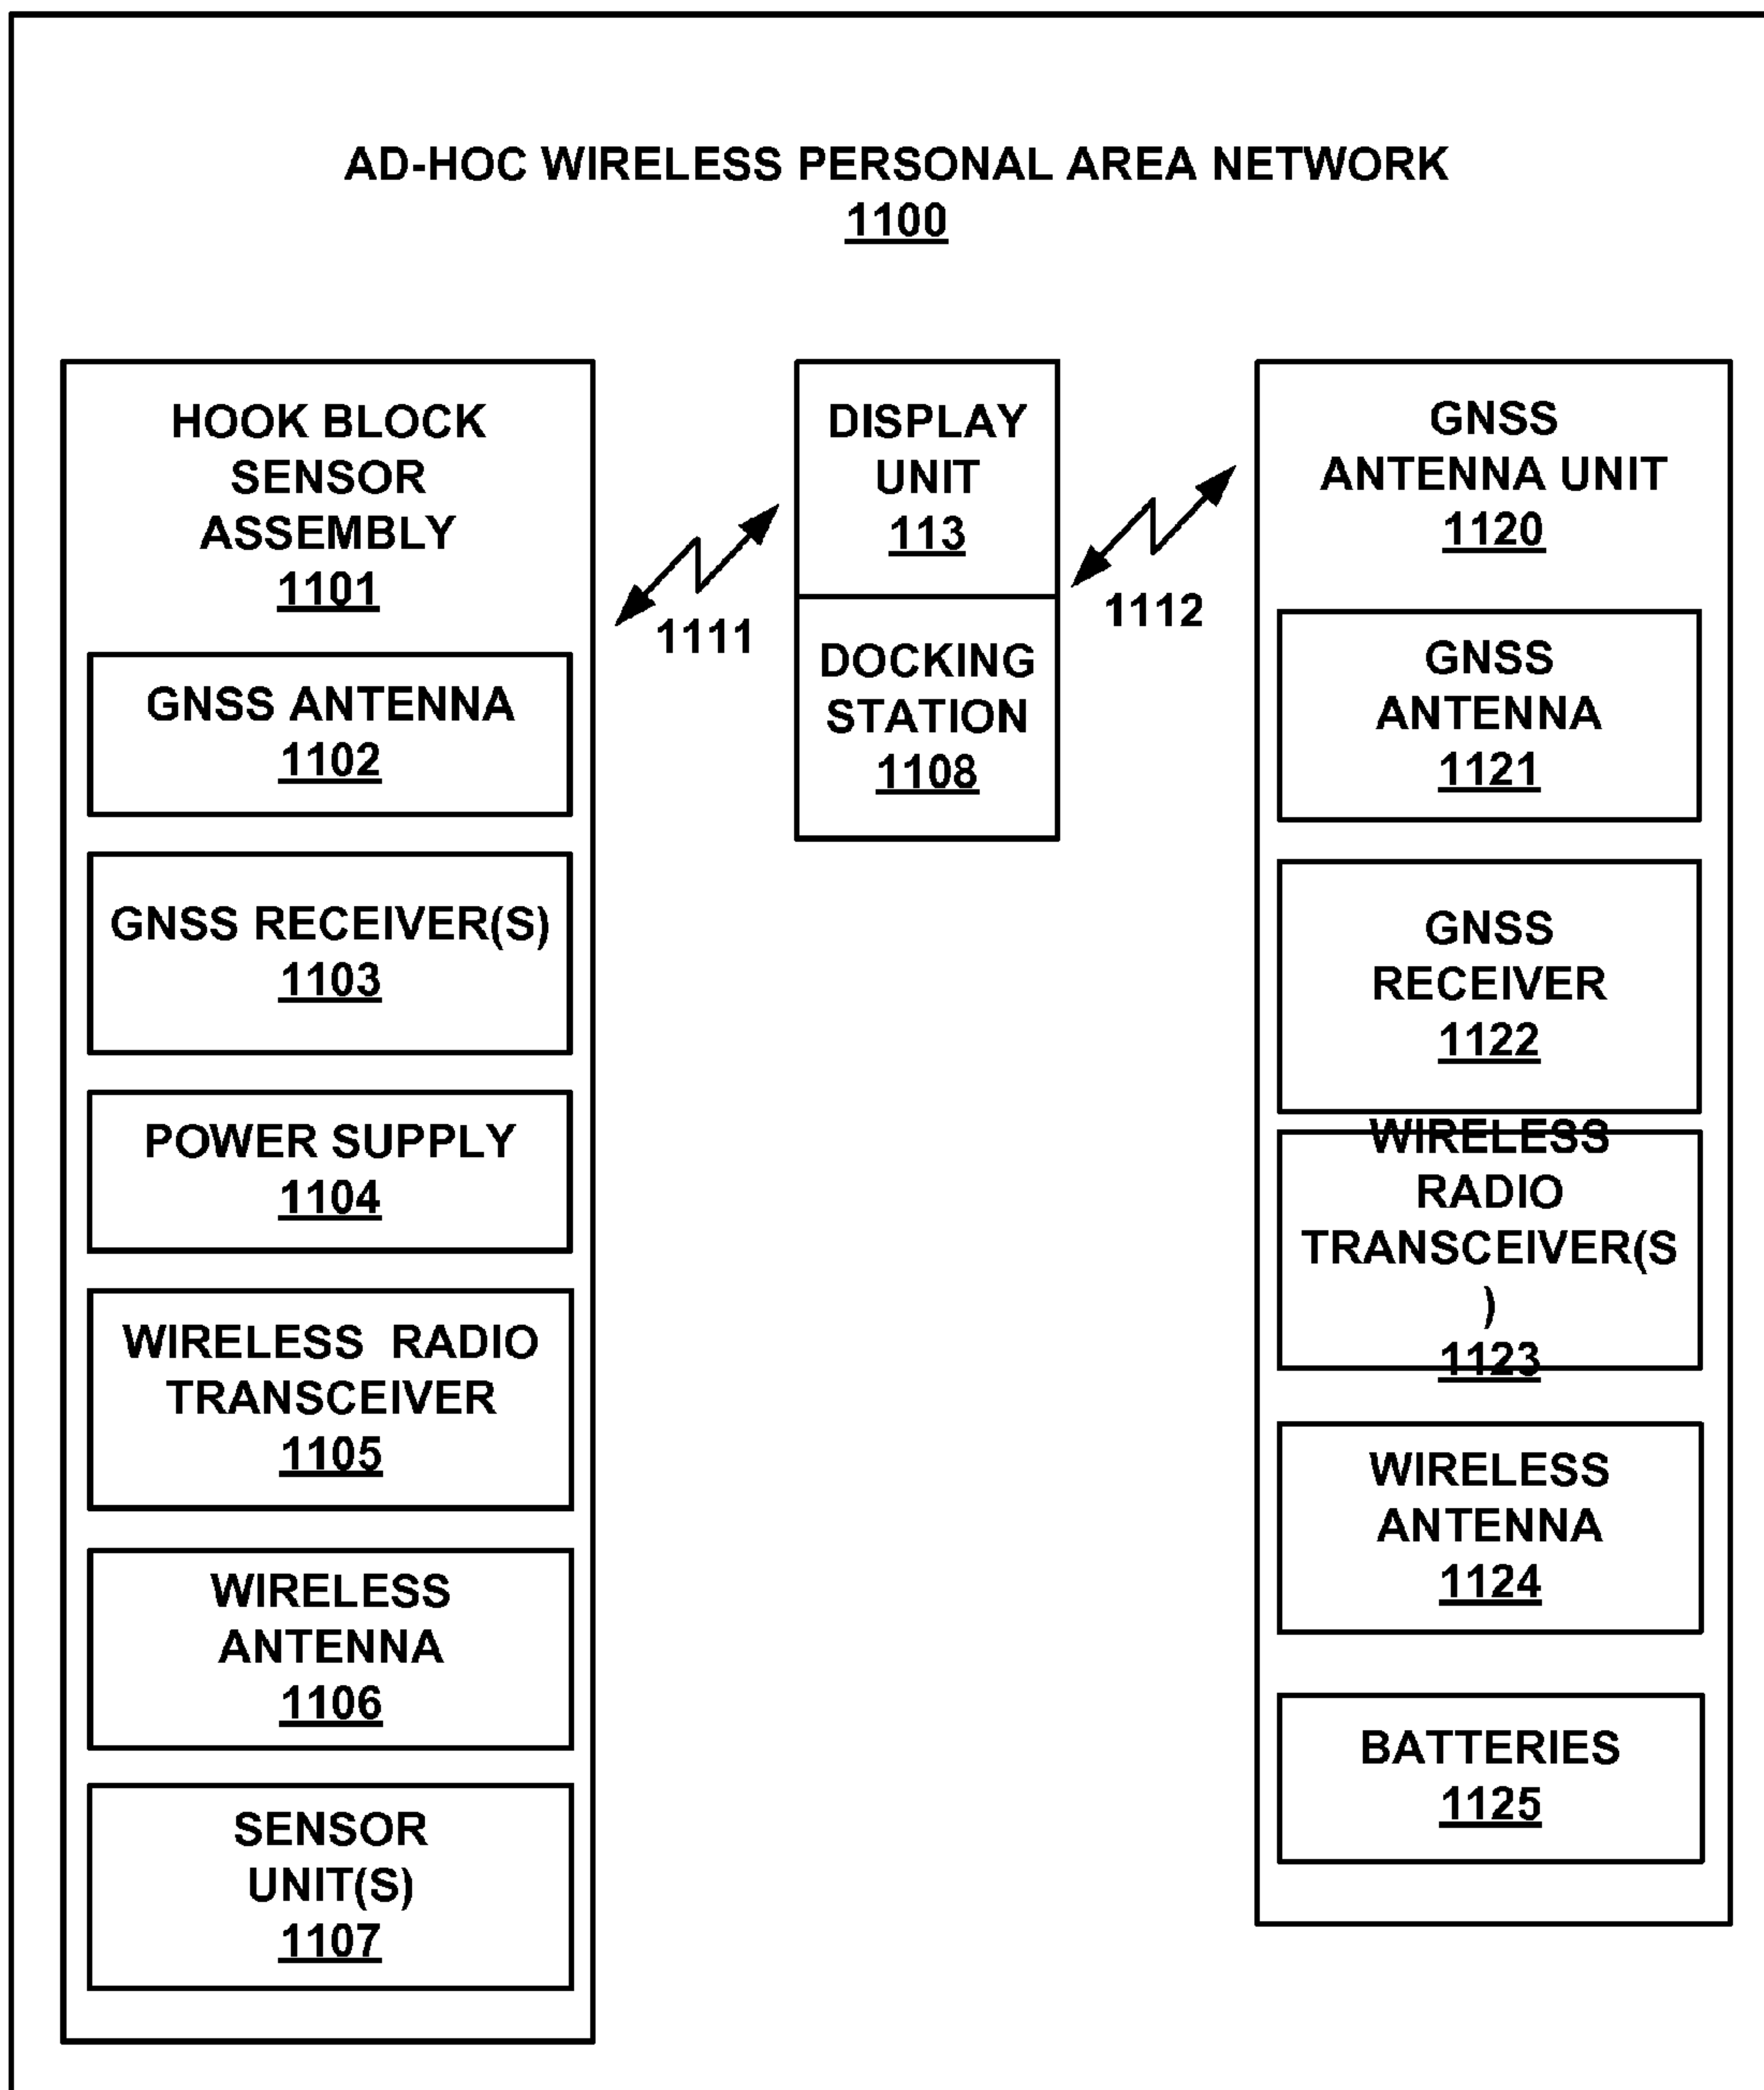 AD-HOC WIRELESS PERSONAL AREA NETWORK
1100
HOOK BLOCK
SENSOR
ASSEMBLY
1101
GNSS ANTENNA
1102
GNSS RECEIVER(S)
1103
POWER SUPPLY
1104
WIRELESS RADIO
TRANSCEIVER
1105
WIRELESS
ANTENNA
1106
SENSOR
UNIT(S)
1107
1111
DISPLAY
UNIT
113
DOCKING
STATION
1108
1112
GNSS
ANTENNA UNIT
1120
GNSS
ANTENNA
1121
GNSS
RECEIVER
1122
WIRELESS
RADIO
TRANSCEIVER(S
)
1123
WIRELESS
ANTENNA
1124
BATTERIES
1125